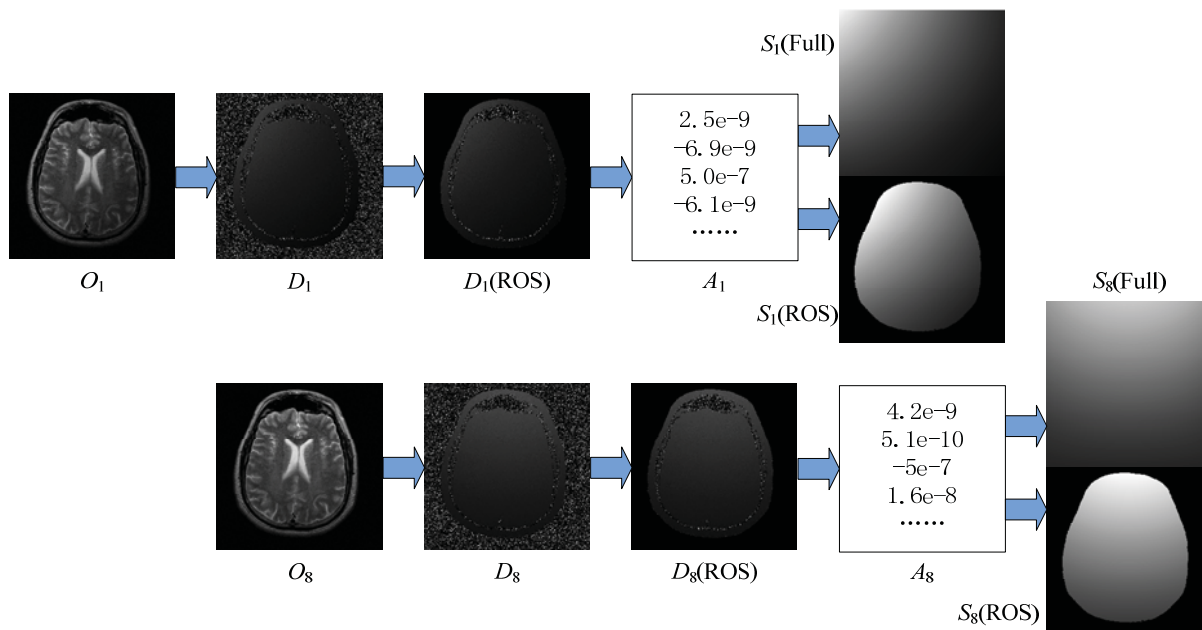 S₁(Full)
2.5e-9
-6.9e-9
5.0e-7
-6.1e-9
……
O₁
D₁
D₁(ROS)
A₁
S₁(ROS)
S₈(Full)
4.2e-9
5.1e-10
-5e-7
1.6e-8
……
O₈
D₈
D₈(ROS)
A₈
S₈(ROS)